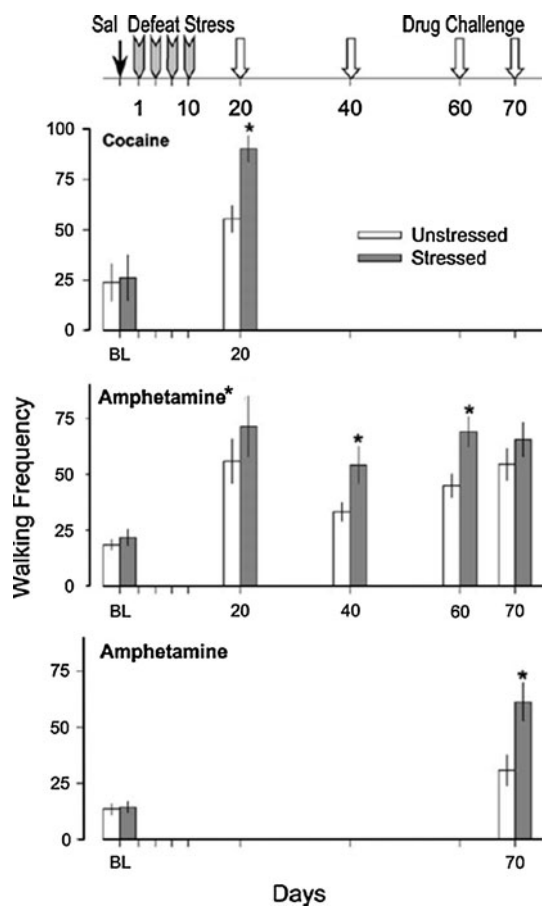 Sal Defeat Stress Drug Challenge
1 10 20 40 60 70
100
Cocaine
*
75
50
Unstressed
Stressed
25
0
BL 20
Walking Frequency
Amphetamine*
75
* *
50
25
0
BL 20 40 60 70
Amphetamine
75
*
50
25
0
BL 70
Days